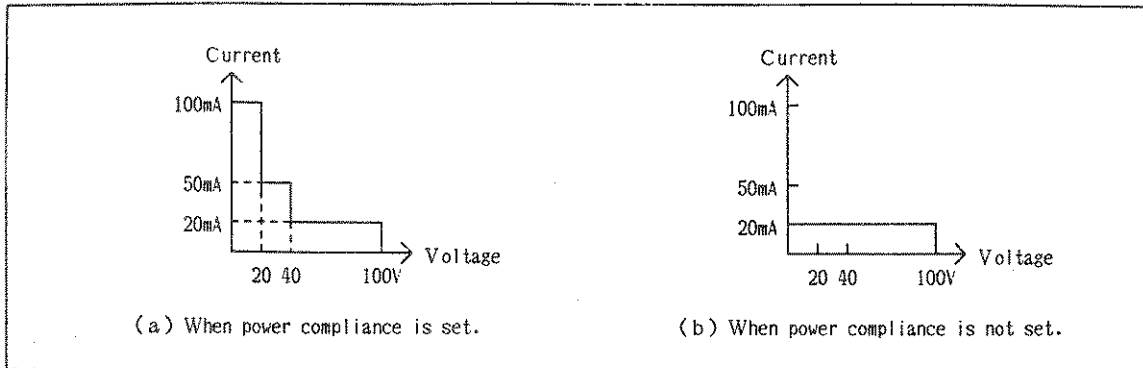 Current
100mA
50mA
20mA
20 40 100V
Voltage
(a) When power compliance is set.
Current
100mA
50mA
20mA
20 40 100V
Voltage
(b) When power compliance is not set.